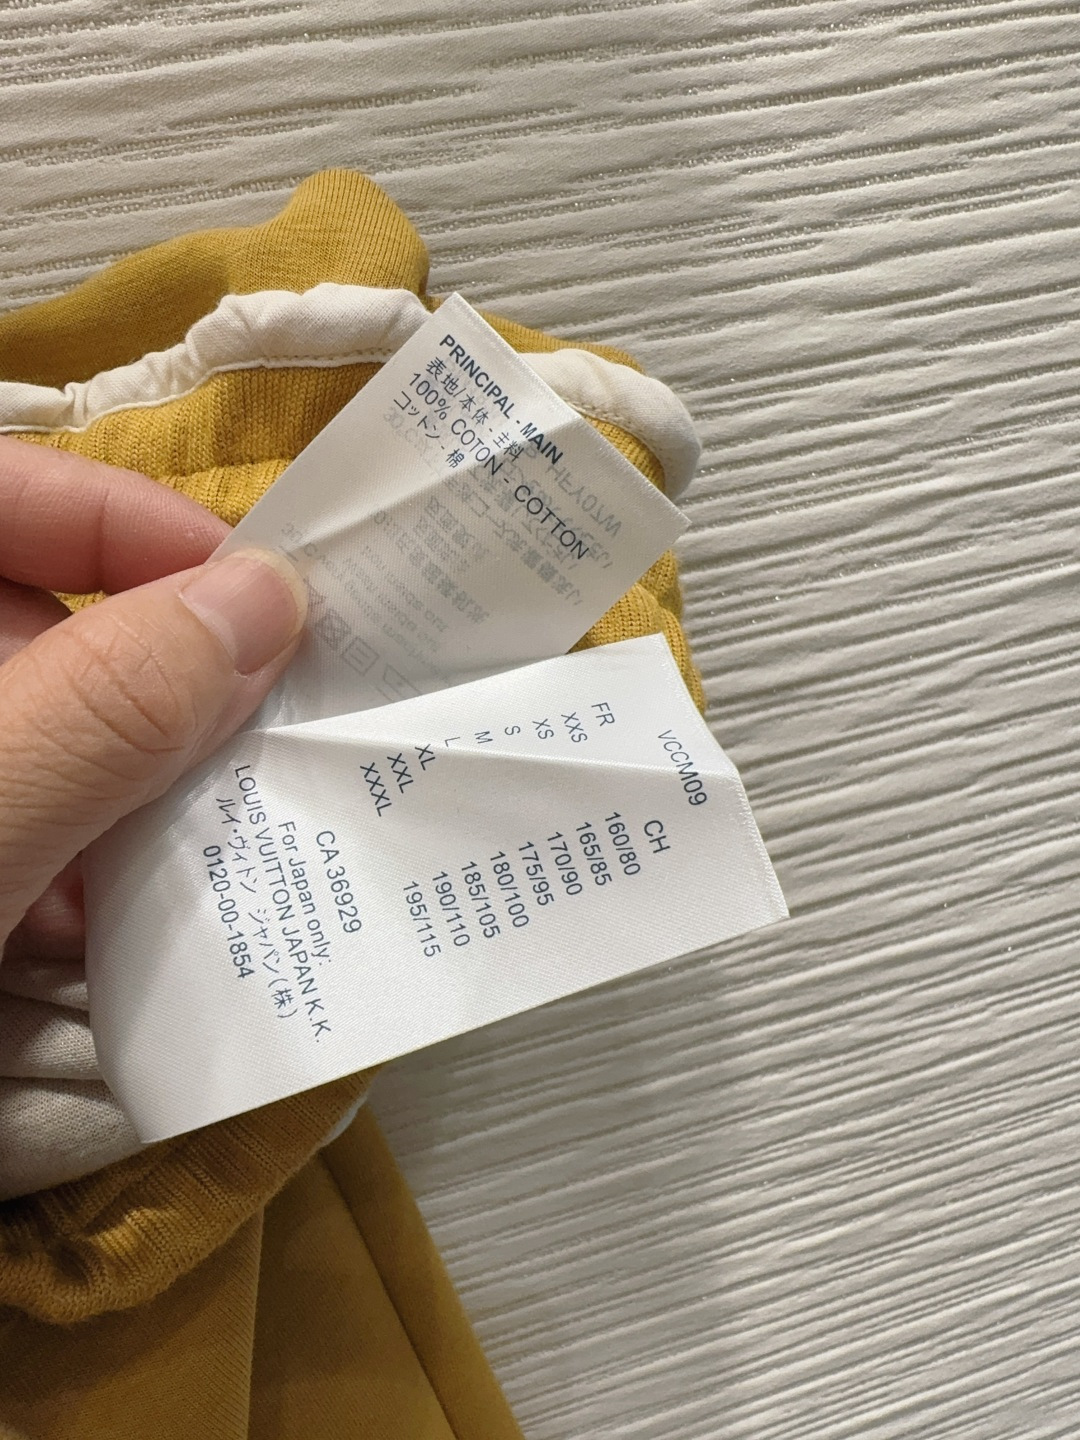 PRINCIPAL - MAIN
表地/本体 - 主料
100% COTON - COTTON
コットン - 棉
VCCM09
FR CH
XXS 160/80
XS 165/85
S 170/90
M 175/95
L 180/100
XL 185/105
XXL 190/110
XXXL 195/115
CA 36929
For Japan only:
LOUIS VUITTON JAPAN K.K.
ルイ・ヴィトン ジャパン(株)
0120-00-1854